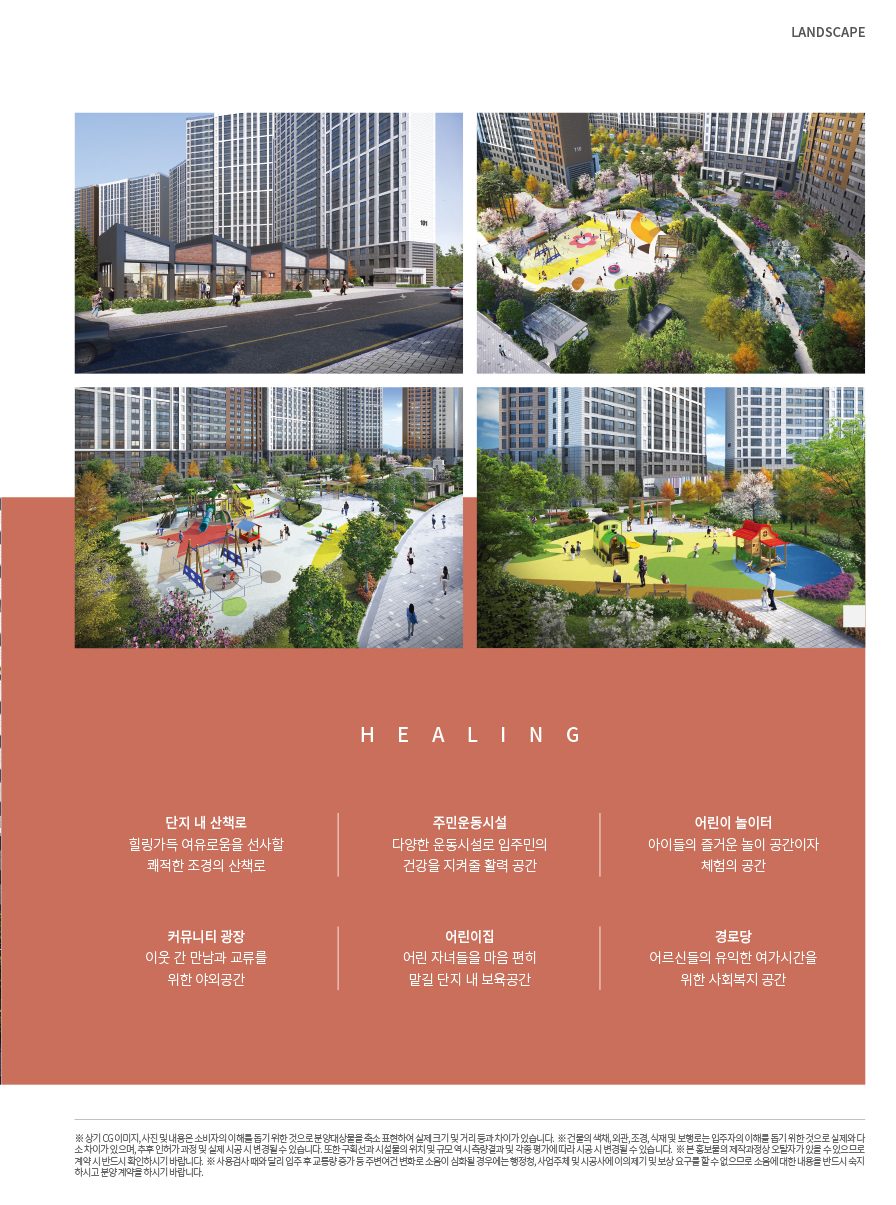 LANDSCAPE
101
H E A L I N G
단지 내 산책로
힐링가득 여유로움을 선사할
쾌적한 조경의 산책로
주민운동시설
다양한 운동시설로 입주민의
건강을 지켜줄 활력 공간
어린이 놀이터
아이들의 즐거운 놀이 공간이자
체험의 공간
커뮤니티 광장
이웃 간 만남과 교류를
위한 야외공간
어린이집
어린 자녀들을 마음 편히
맡길 단지 내 보육공간
경로당
어르신들의 유익한 여가시간을
위한 사회복지 공간
※ 상기 CG이미지, 사진 및 내용은 소비자의 이해를 돕기 위한 것으로 분양대상물을 축소 표현하여 실제 크기 및 거리 등과 차이가 있습니다. ※ 건물의 색채, 외관, 조경, 식재 및 보행로는 입주자의 이해를 돕기 위한 것으로 실제와 다
소 차이가 있으며, 추후 인허가 과정 및 실제 시공 시 변경될 수 있습니다. 또한 구획선과 시설물의 위치 및 규모 역시 측량결과 및 각종 평가에 따라 시공 시 변경될 수 있습니다. ※ 본 홍보물의 제작과정상 오탈자가 있을 수 있으므로
계약 시 반드시 확인하시기 바랍니다. ※ 사용검사 때와 달리 입주 후 교통량 증가 등 주변여건 변화로 소음이 심화될 경우에는 행정청, 사업주체 및 시공사에 이의제기 및 보상 요구를 할 수 없으므로 소음에 대한 내용을 반드시 숙지
하시고 분양 계약을 하시기 바랍니다.